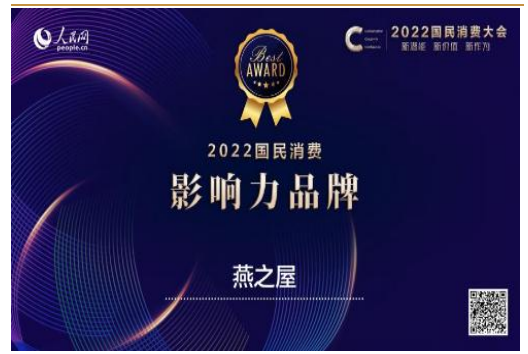 人民网
people.cn
2022国民消费大会
新潜能 新价值 新作为
Best
AWARD
2022国民消费
影响力品牌
燕之屋